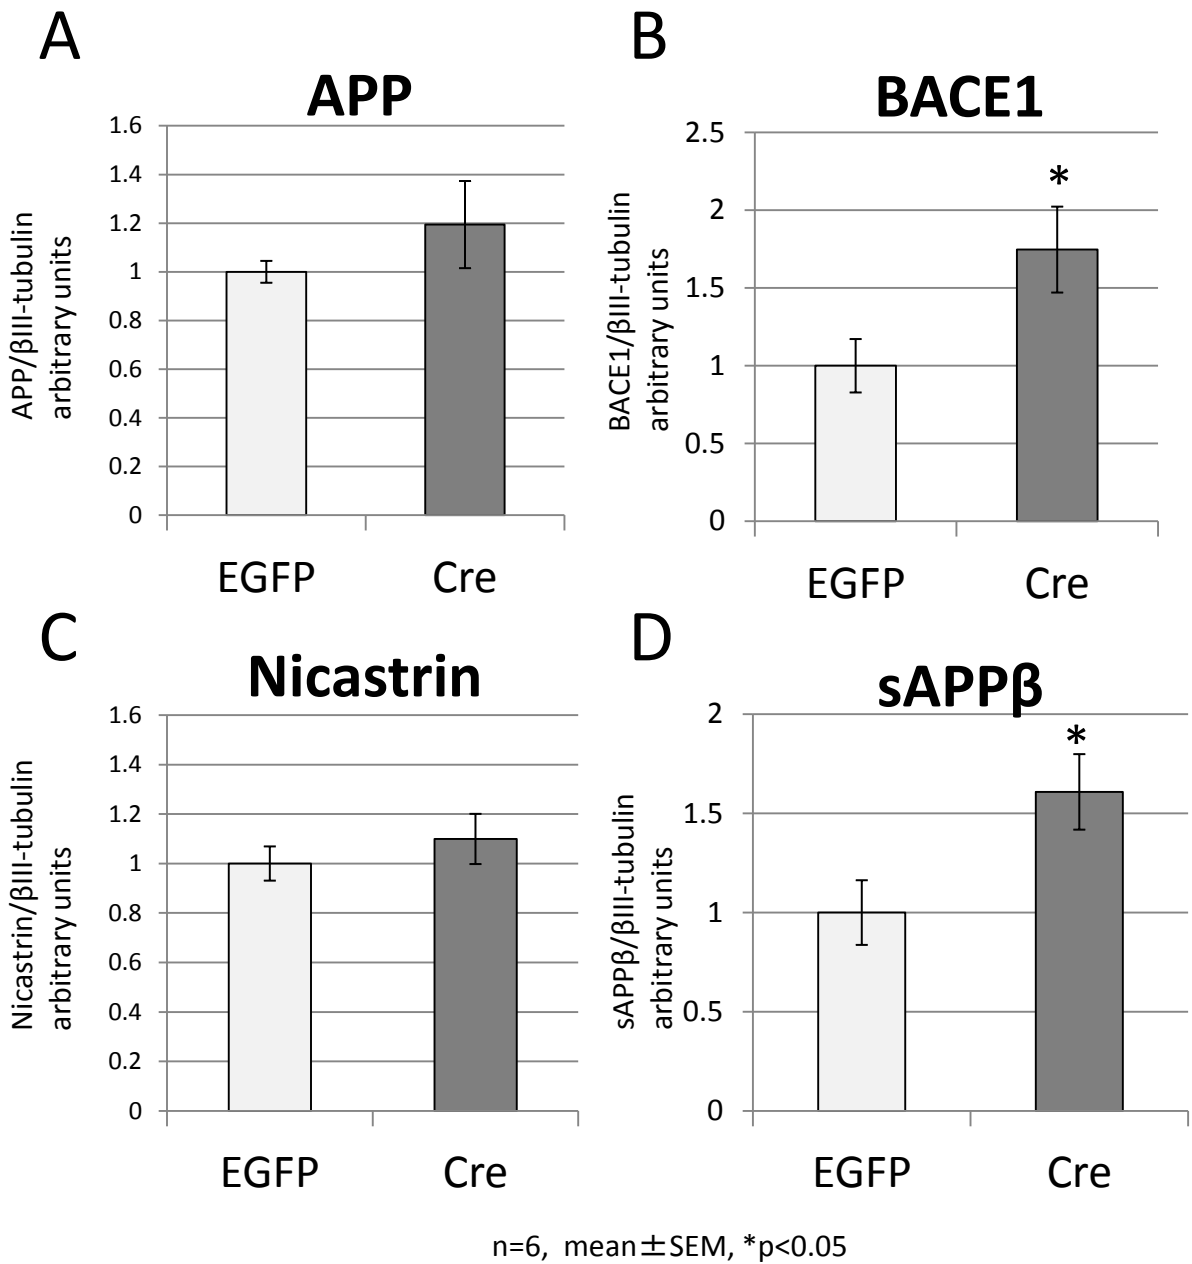 A
APP
1.6
1.4
1.2
1
0.8
0.6
0.4
0.2
0
APP/βIII-tubulin
arbitrary units
EGFP
Cre
B
BACE1
2.5
2
1.5
1
0.5
0
BACE1/βIII-tubulin
arbitrary units
*
EGFP
Cre
C
Nicastrin
1.6
1.4
1.2
1
0.8
0.6
0.4
0.2
0
Nicastrin/βIII-tubulin
arbitrary units
EGFP
Cre
D
sAPPβ
2
1.5
1
0.5
0
sAPPβ/βIII-tubulin
arbitrary units
*
EGFP
Cre
n=6, mean±SEM, *p<0.05